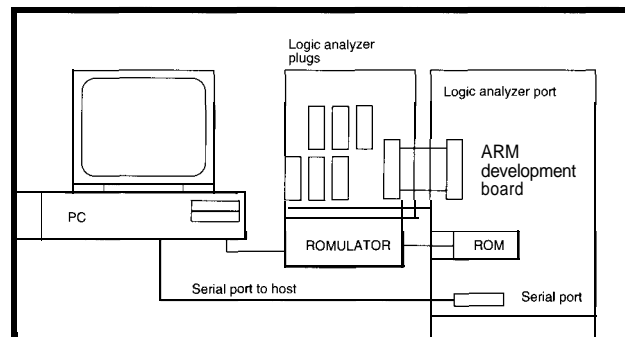 Logic analyzer
plugs
Logic analyzer port
ARM
development
board
PC
ROMULATOR
ROM
Serial port to host
Serial port